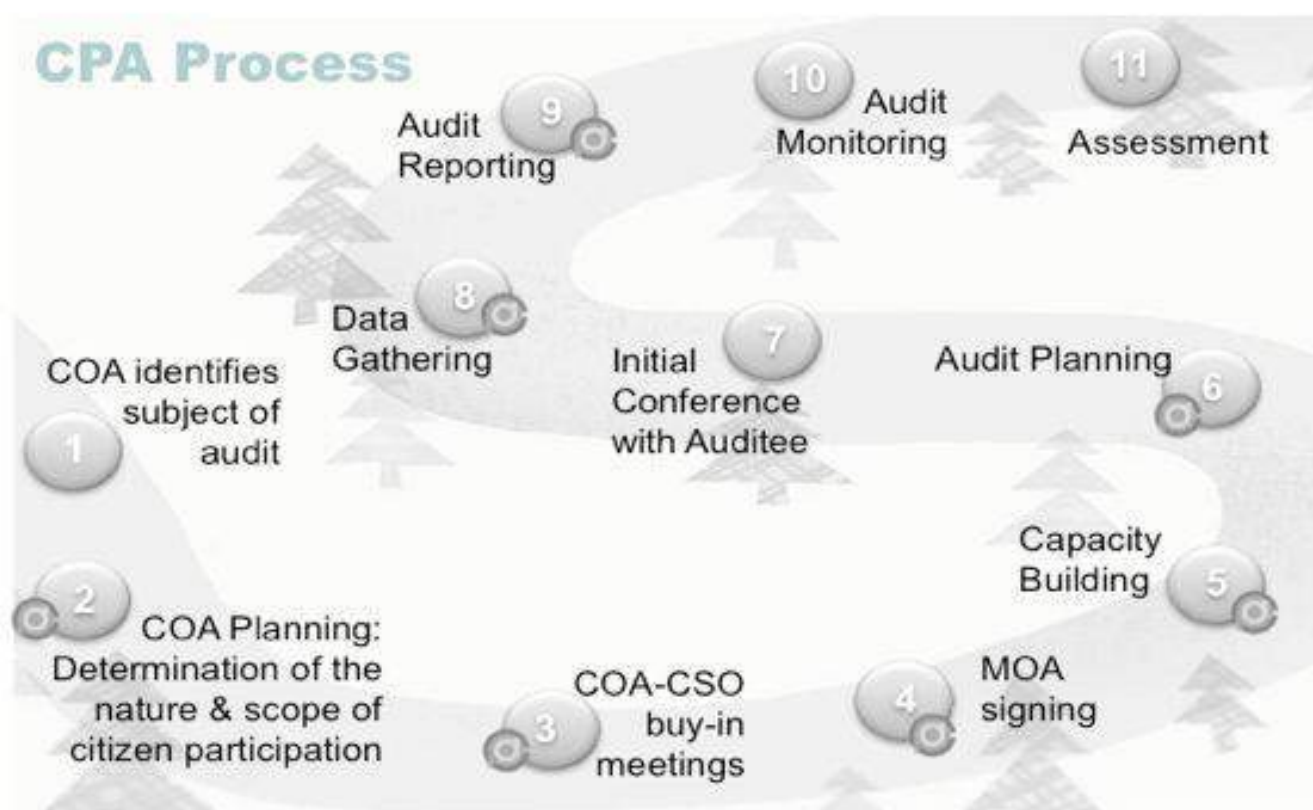 CPA Process
1
COA identifies
subject of
audit
2
COA Planning:
Determination of the
nature & scope of
citizen participation
3
COA-CSO
buy-in
meetings
4
MOA
signing
5
Capacity
Building
6
Audit Planning
7
Initial
Conference
with Auditee
8
Data
Gathering
9
Audit
Reporting
10
Audit
Monitoring
11
Assessment